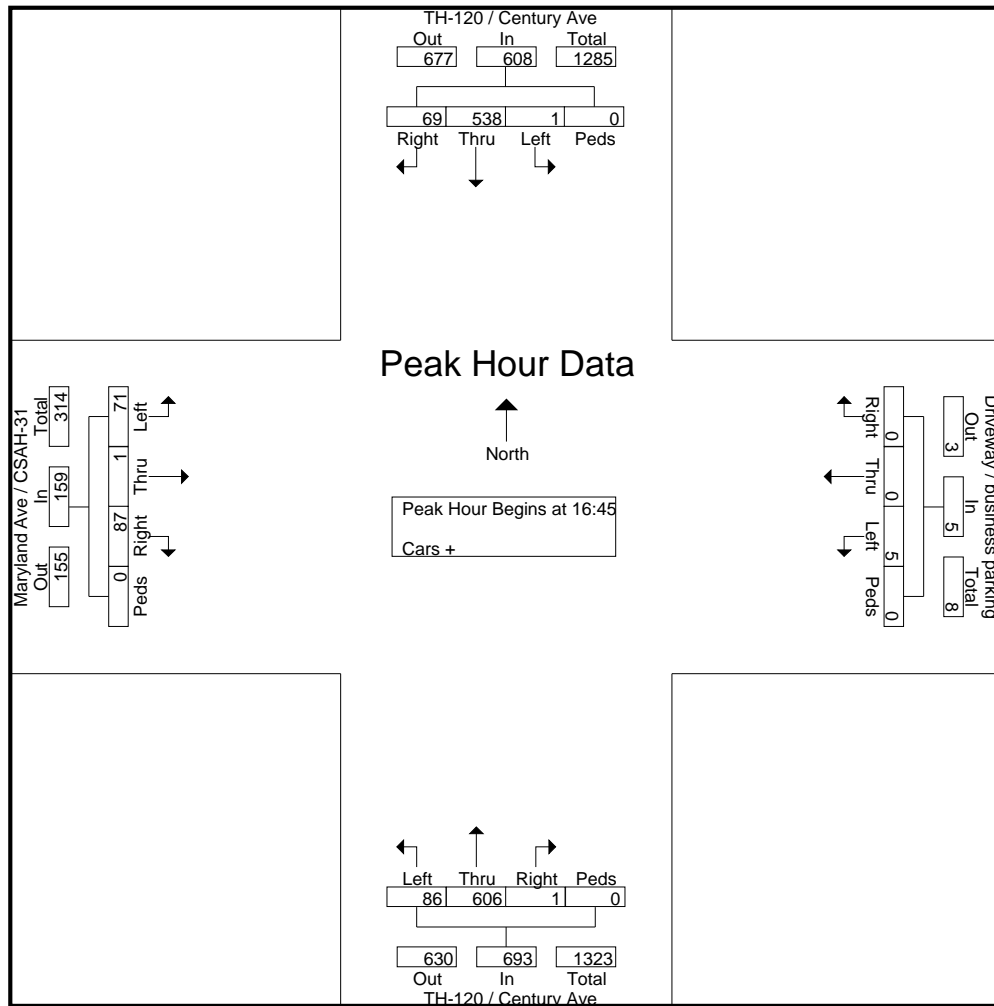 TH-120 / Century Ave
Out In Total
677 608 1285
69 538 1 0
Right Thru Left Peds
Peak Hour Data
North
Peak Hour Begins at 16:45
Cars +
Maryland Ave / CSAH-31
Out In Total
155 159 314
0 87 1 71
Peds Right Thru Left
Driveway / business parking
Out In Total
3 5 8
0 0 5 0
Right Thru Left Peds
Left Thru Right Peds
86 606 1 0
630 693 1323
Out In Total
TH-120 / Century Ave